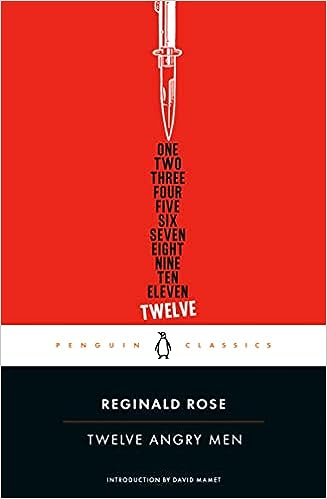 ONE
TWO
THREE
FOUR
FIVE
SIX
SEVEN
EIGHT
NINE
TEN
ELEVEN
TWELVE
PENGUIN CLASSICS
REGINALD ROSE
TWELVE ANGRY MEN
INTRODUCTION BY DAVID MAMET